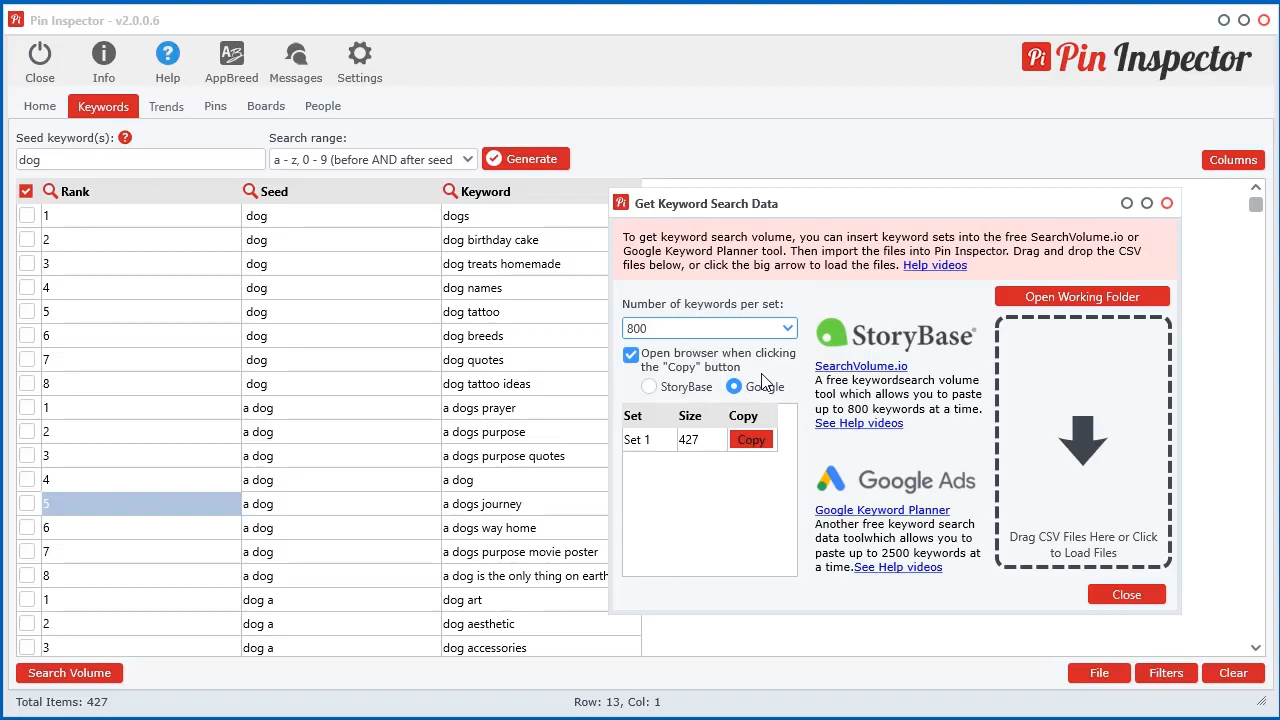 Pi Pin Inspector - v2.0.0.6
Close Info Help AppBreed Messages Settings
Pi Pin Inspector
Home Keywords Trends Pins Boards People
Seed keyword(s): ? Search range:
dog a - z, 0 - 9 (before AND after seed Generate Columns
Rank Seed Keyword
1 dog dogs
2 dog dog birthday cake
3 dog dog treats homemade
4 dog dog names
5 dog dog tattoo
6 dog dog breeds
7 dog dog quotes
8 dog dog tattoo ideas
1 a dog a dogs prayer
2 a dog a dogs purpose
3 a dog a dogs purpose quotes
4 a dog a dog
5 a dog a dogs journey
6 a dog a dogs way home
7 a dog a dogs purpose movie poster
8 a dog a dog is the only thing on earth
1 dog a dog art
2 dog a dog aesthetic
3 dog a dog accessories
Pi Get Keyword Search Data
To get keyword search volume, you can insert keyword sets into the free SearchVolume.io or
Google Keyword Planner tool. Then import the files into Pin Inspector. Drag and drop the CSV
files below, or click the big arrow to load the files. Help videos
Number of keywords per set:
800
Open browser when clicking
the "Copy" button
StoryBase Google
Set Size Copy
Set 1 427 Copy
StoryBase
SearchVolume.io
A free keywordsearch volume
tool which allows you to paste
up to 800 keywords at a time.
See Help videos
Google Ads
Google Keyword Planner
Another free keyword search
data toolwhich allows you to
paste up to 2500 keywords at
a time.See Help videos
Open Working Folder
Drag CSV Files Here or Click
to Load Files
Close
Search Volume File Filters Clear
Total Items: 427 Row: 13, Col: 1